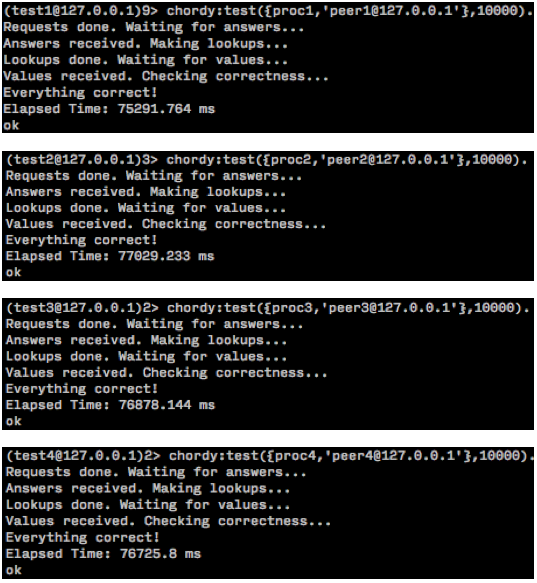 (test1@127.0.0.1)9> chordy:test({proc1,'peer1@127.0.0.1'},10000).
Requests done. Waiting for answers...
Answers received. Making lookups...
Lookups done. Waiting for values...
Values received. Checking correctness...
Everything correct!
Elapsed Time: 75291.764 ms
ok
(test2@127.0.0.1)3> chordy:test({proc2,'peer2@127.0.0.1'},10000).
Requests done. Waiting for answers...
Answers received. Making lookups...
Lookups done. Waiting for values...
Values received. Checking correctness...
Everything correct!
Elapsed Time: 77029.233 ms
ok
(test3@127.0.0.1)2> chordy:test({proc3,'peer3@127.0.0.1'},10000).
Requests done. Waiting for answers...
Answers received. Making lookups...
Lookups done. Waiting for values...
Values received. Checking correctness...
Everything correct!
Elapsed Time: 76878.144 ms
ok
(test4@127.0.0.1)2> chordy:test({proc4,'peer4@127.0.0.1'},10000).
Requests done. Waiting for answers...
Answers received. Making lookups...
Lookups done. Waiting for values...
Values received. Checking correctness...
Everything correct!
Elapsed Time: 76725.8 ms
ok